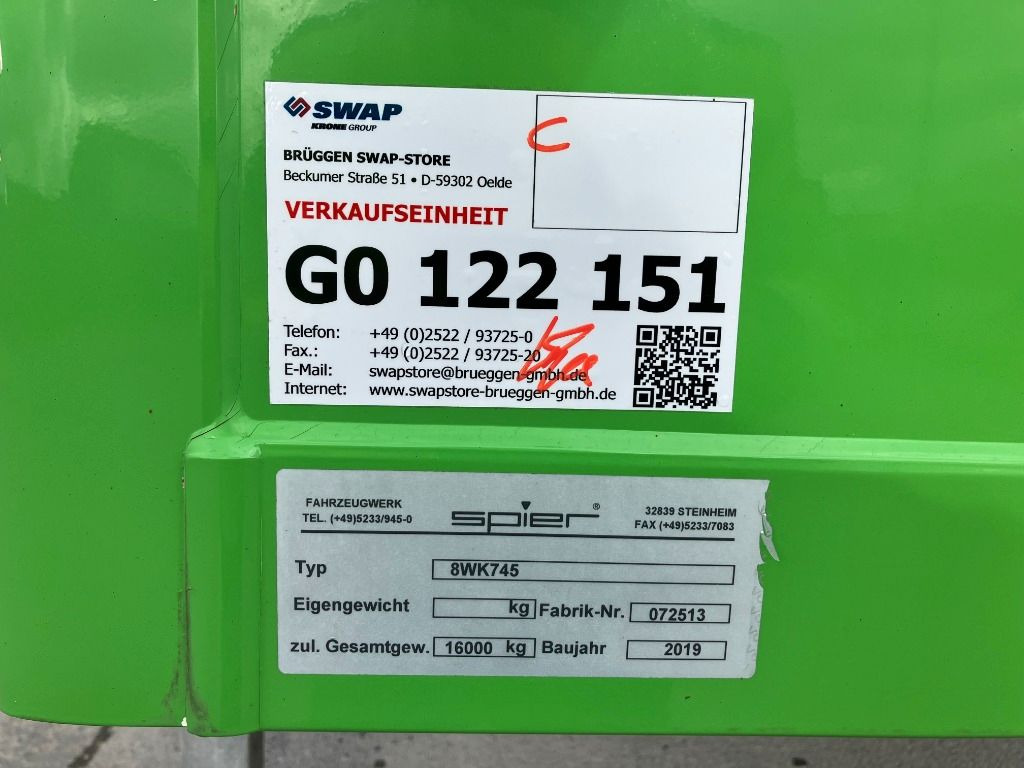 SWAP
KRONE GROUP
C
BRÜGGEN SWAP-STORE
Beckumer Straße 51 • D-59302 Oelde
VERKAUFSEINHEIT
G0 122 151
Telefon: +49 (0)2522 / 93725-0
Fax.: +49 (0)2522 / 93725-20
E-Mail: swapstore@brueggen-gmbh.de
Internet: www.swapstore-brueggen-gmbh.de
FAHRZEUGWERK
TEL. (+49)5233/945-0
spier®
32839 STEINHEIM
FAX (+49)5233/7083
Typ 8WK745
Eigengewicht kg Fabrik-Nr. 072513
zul. Gesamtgew. 16000 kg Baujahr 2019